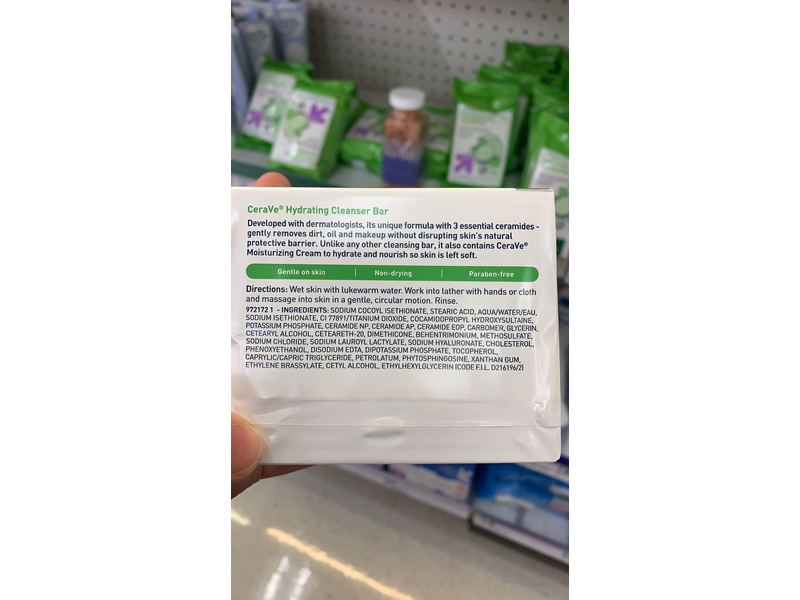 CeraVe® Hydrating Cleanser Bar
Developed with dermatologists, its unique formula with 3 essential ceramides -
gently removes dirt, oil and makeup without disrupting skin's natural
protective barrier. Unlike any other cleansing bar, it also contains CeraVe®
Moisturizing Cream to hydrate and nourish so skin is left soft.
Gentle on skin | Non-drying | Paraben-free
Directions: Wet skin with lukewarm water. Work into lather with hands or cloth
and massage into skin in a gentle, circular motion. Rinse.
972172 1 - INGREDIENTS: SODIUM COCOYL ISETHIONATE, STEARIC ACID, AQUA/WATER/EAU,
SODIUM ISETHIONATE, CI 77891/TITANIUM DIOXIDE, COCAMIDOPROPYL HYDROXYSULTAINE,
POTASSIUM PHOSPHATE, CERAMIDE NP, CERAMIDE AP, CERAMIDE EOP, CARBOMER, GLYCERIN,
CETEARYL ALCOHOL, CETEARETH-20, DIMETHICONE, BEHENTRIMONIUM, METHOSULFATE,
SODIUM CHLORIDE, SODIUM LAUROYL LACTYLATE, SODIUM HYALURONATE, CHOLESTEROL,
PHENOXYETHANOL, DISODIUM EDTA, DIPOTASSIUM PHOSPHATE, TOCOPHEROL,
CAPRYLIC/CAPRIC TRIGLYCERIDE, PETROLATUM, PHYTOSPHINGOSINE, XANTHAN GUM,
ETHYLENE BRASSYLATE, CETYL ALCOHOL, ETHYLHEXYLGLYCERIN (CODE F.I.L. D216196/2)